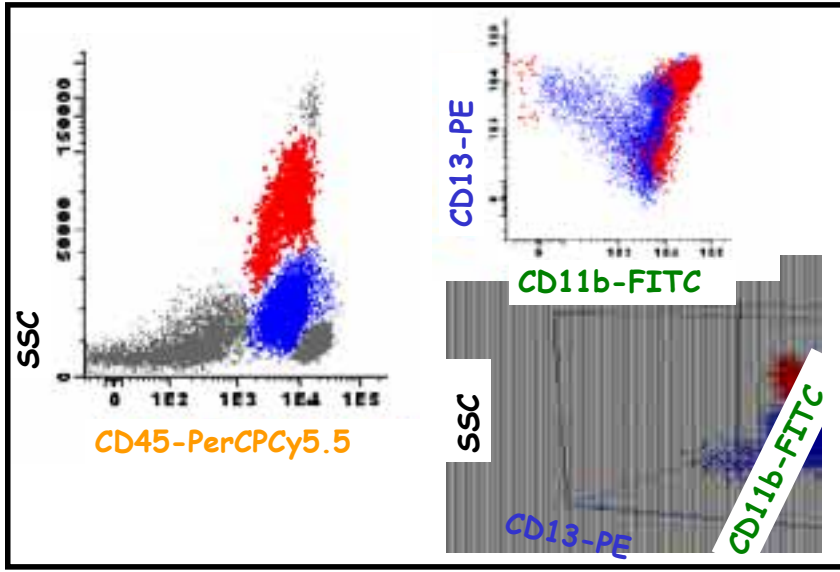 SSC
150000
50000
0
0
1E2
1E3
1E4
1E5
CD45-PerCPCy5.5
CD13-PE
0
CD11b-FITC
SSC
CD13-PE
CD11b-FITC